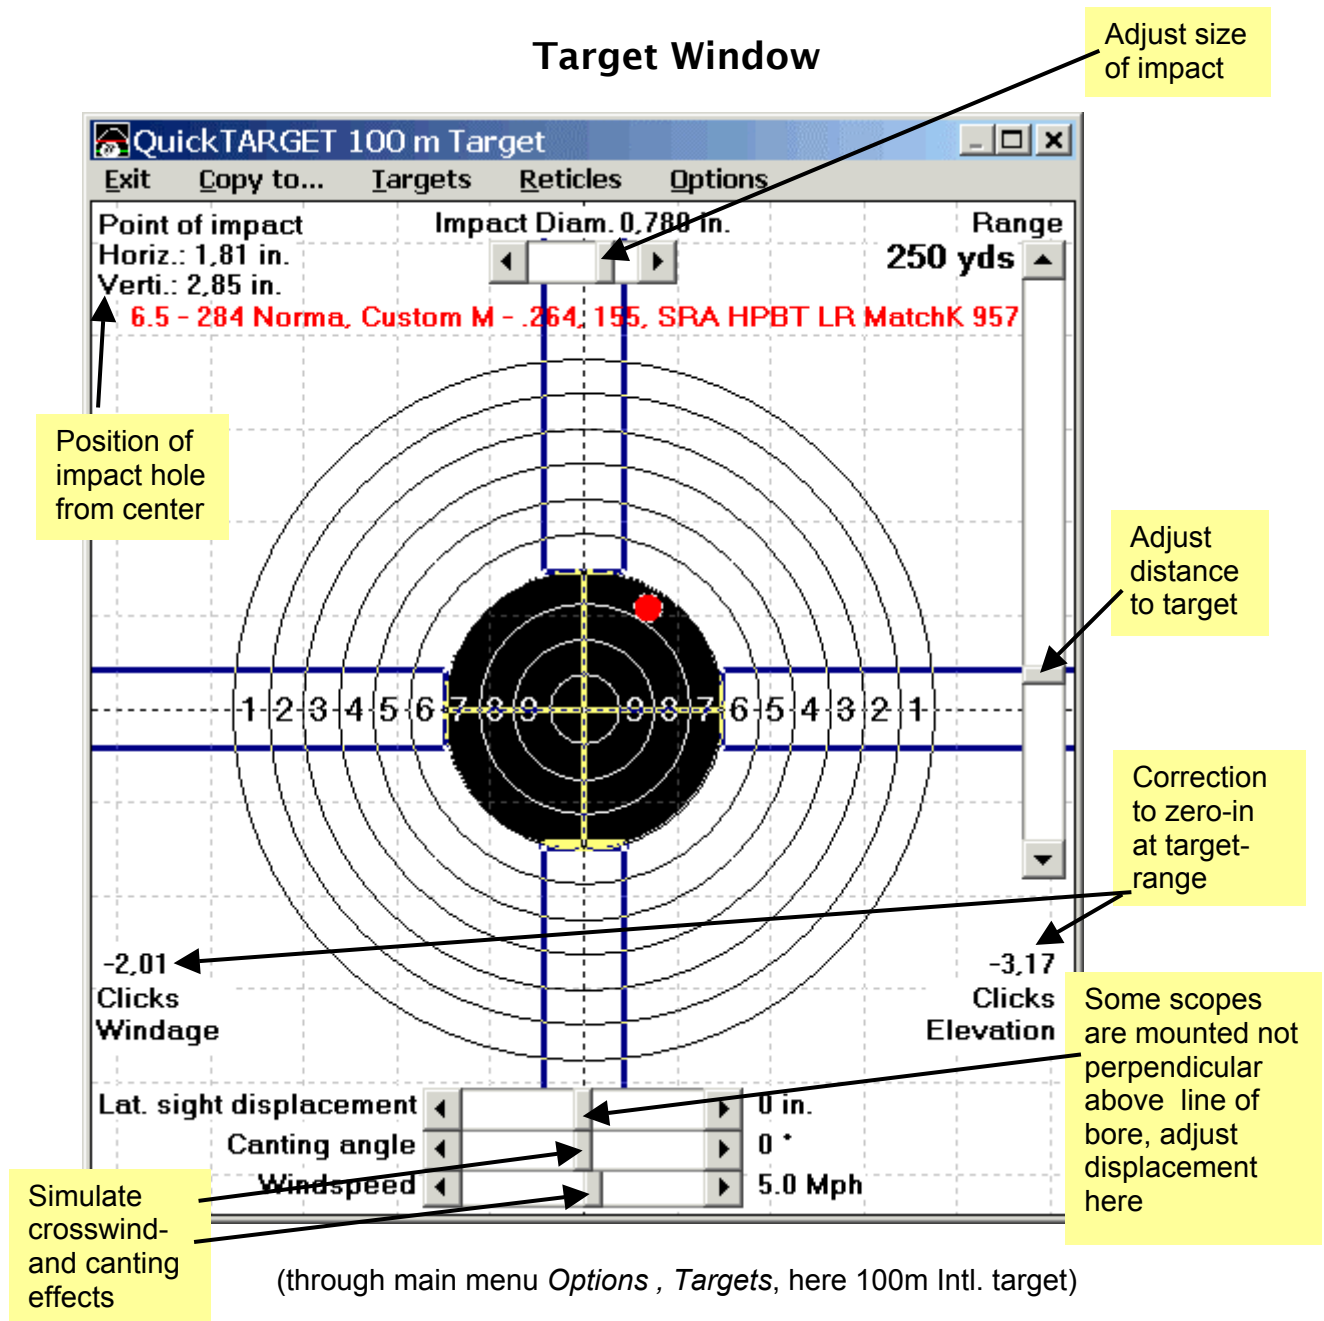 Target Window
Adjust size
of impact
QuickTARGET 100 m Target
Exit Copy to... Targets Reticles Options
Point of impact
Horiz.: 1,81 in.
Verti.: 2,85 in.
Impact Diam. 0,780 in.
Range
250 yds
6.5 - 284 Norma, Custom M - .264, 155, SRA HPBT LR MatchK 957
Position of
impact hole
from center
Adjust
distance
to target
1 2 3 4 5 6 7 8 9 9 8 7 6 5 4 3 2 1
Correction
to zero-in
at target-
range
-2,01
Clicks
Windage
-3,17
Clicks
Elevation
Some scopes
are mounted not
perpendicular
above line of
bore, adjust
displacement
here
Lat. sight displacement 0 in.
Canting angle 0 °
Windspeed 5.0 Mph
Simulate
crosswind-
and canting
effects
(through main menu Options , Targets, here 100m Intl. target)